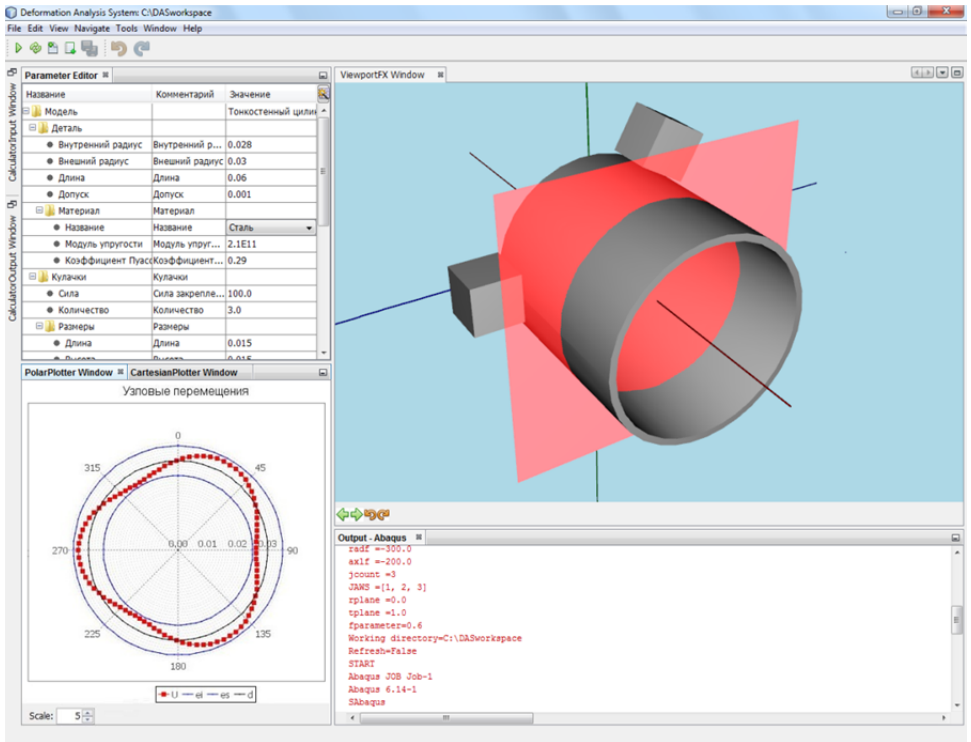 Deformation Analysis System: C:\DASworkspace
File Edit View Navigate Tools Window Help
CalculatorInput Window
CalculatorOutput Window
Parameter Editor
Название Комментарий Значение
Модель Тонкостенный цилин
Деталь
Внутренний радиус Внутренний р... 0.028
Внешний радиус Внешний радиус 0.03
Длина Длина 0.06
Допуск Допуск 0.001
Материал Материал
Название Название Сталь
Модуль упругости Модуль упруг... 2.1E11
Коэффициент Пуасс Коэффициент... 0.29
Кулачки Кулачки
Сила Сила закрепле... 100.0
Количество Количество 3.0
Размеры Размеры
Длина Длина 0.015
PolarPlotter Window CartesianPlotter Window
Узловые перемещения
0
315 45
270 0.00 0.01 0.02 0.03 90
225 135
180
U ei es d
Scale: 5
ViewportFX Window
Output - Abaqus
radf =-300.0
axlf =-200.0
jcount =3
JAWS =[1, 2, 3]
rplane =0.0
tplane =1.0
fparameter=0.6
Working directory=C:\DASworkspace
Refresh=False
START
Abaqus JOB Job-1
Abaqus 6.14-1
SAbaqus